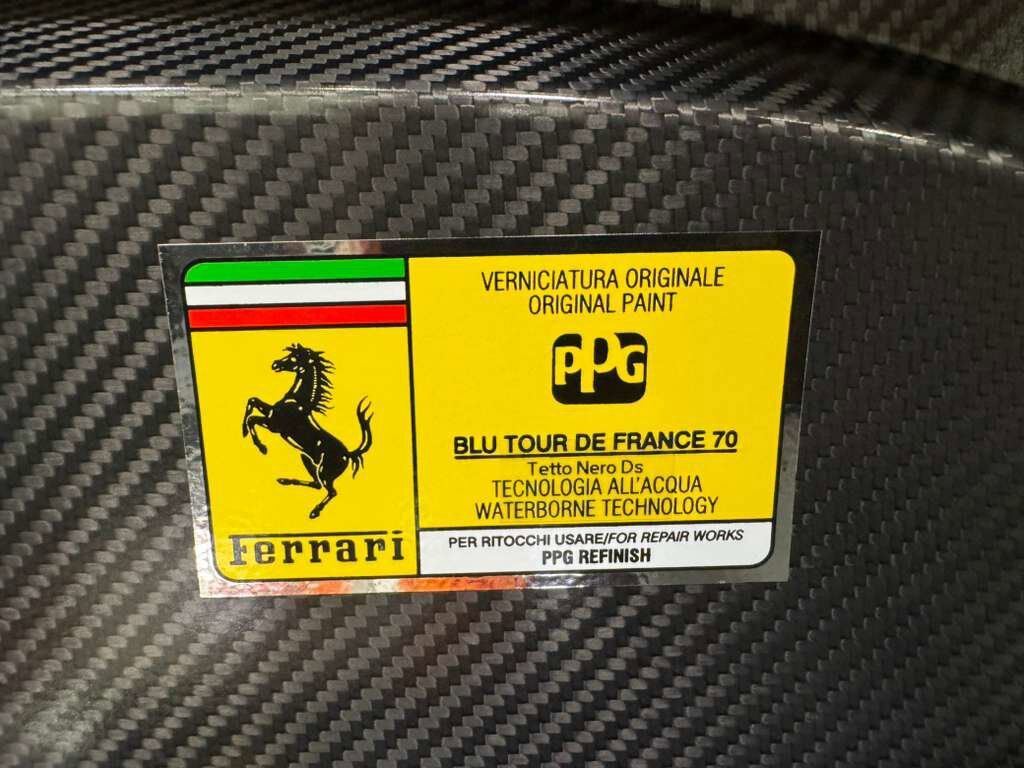 VERNICIATURA ORIGINALE
ORIGINAL PAINT
PPG
BLU TOUR DE FRANCE 70
Tetto Nero Ds
TECNOLOGIA ALL'ACQUA
WATERBORNE TECHNOLOGY
Ferrari
PER RITOCCHI USARE/FOR REPAIR WORKS
PPG REFINISH